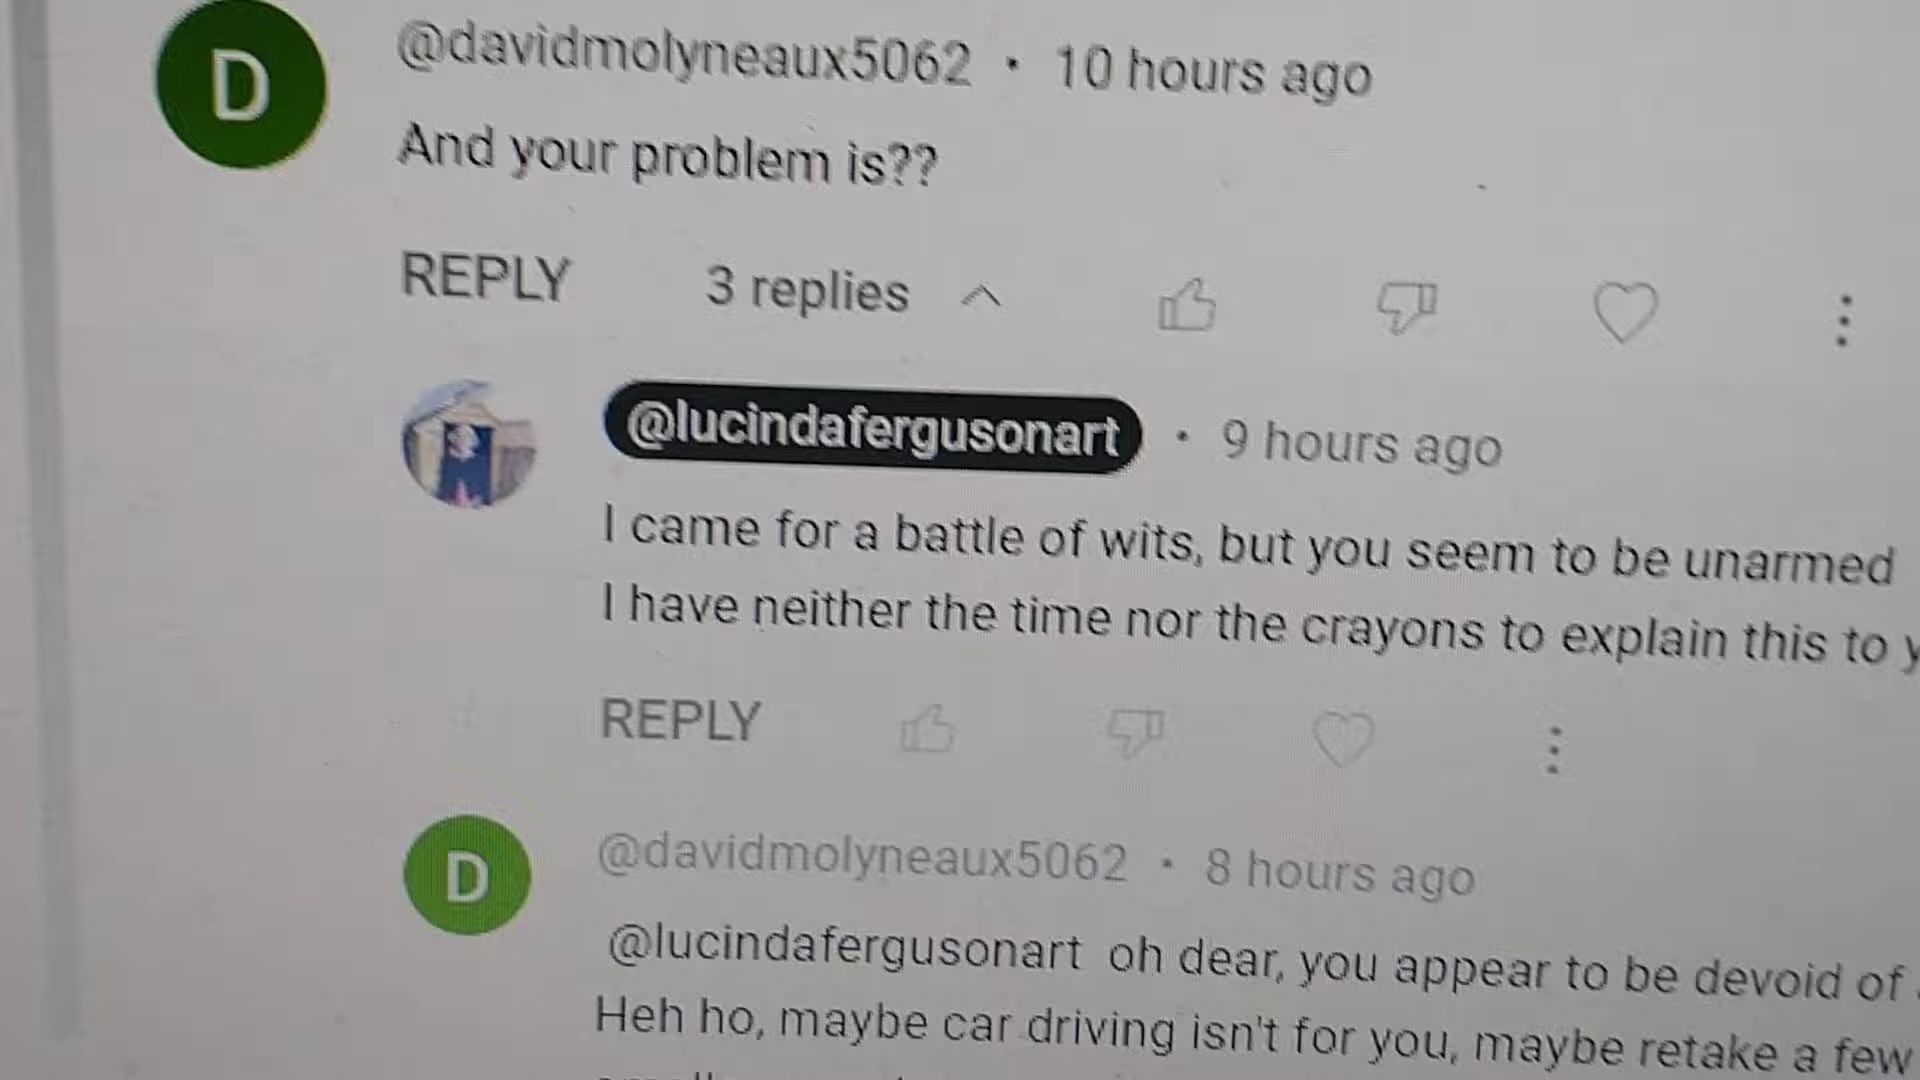 D
@davidmolyneaux5062 · 10 hours ago
And your problem is??
REPLY 3 replies
@lucindafergusonart · 9 hours ago
I came for a battle of wits, but you seem to be unarmed
I have neither the time nor the crayons to explain this to
REPLY
D
@davidmolyneaux5062 · 8 hours ago
@lucindafergusonart oh dear, you appear to be devoid of
Heh ho, maybe car driving isn't for you, maybe retake a few